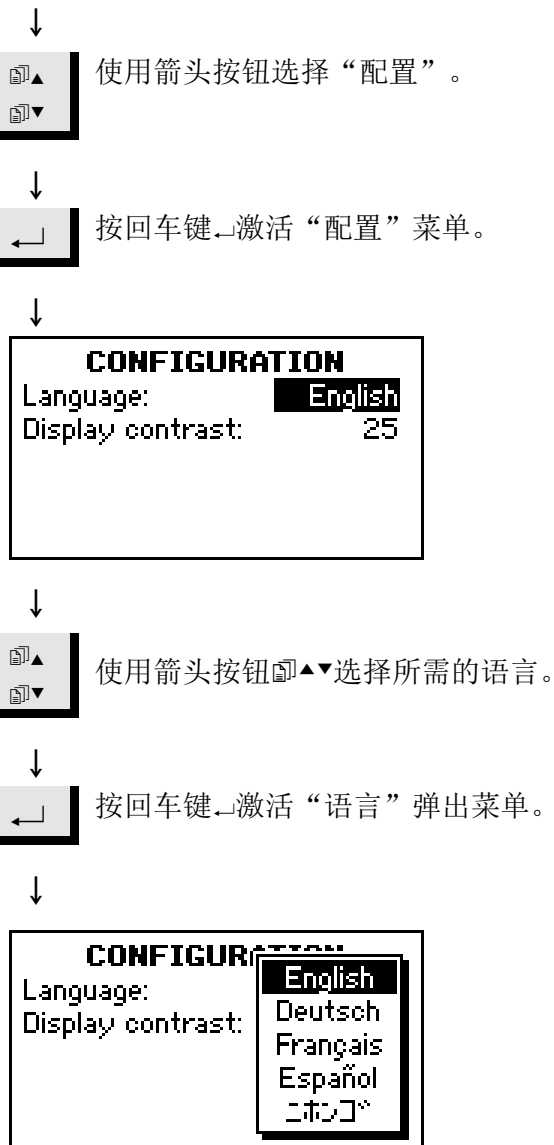 ↓
▲ 使用箭头按钮选择“配置”。
▼
↓
按回车键↵激活“配置”菜单。
↓
CONFIGURATION
Language: English
Display contrast: 25
↓
▲ 使用箭头按钮▲▼选择所需的语言。
▼
↓
按回车键↵激活“语言”弹出菜单。
↓
CONFIGUR
Language: English
Display contrast: Deutsch
Français
Español
ニホンゴ